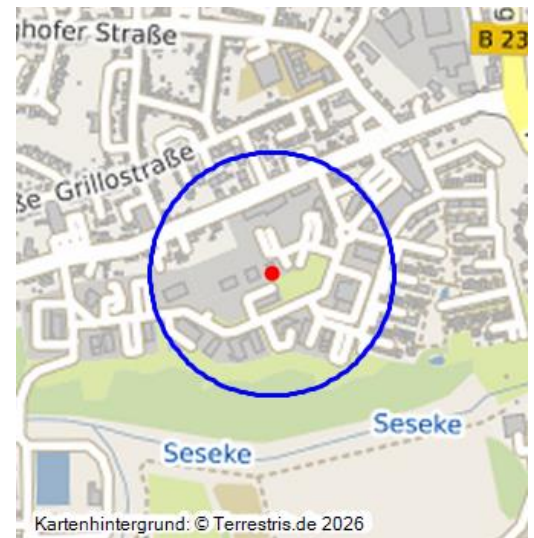 ghofer Straße
B 23
ße Grillostraße
Seseke
Seseke
Kartenhintergrund: © Terrestris.de 2026